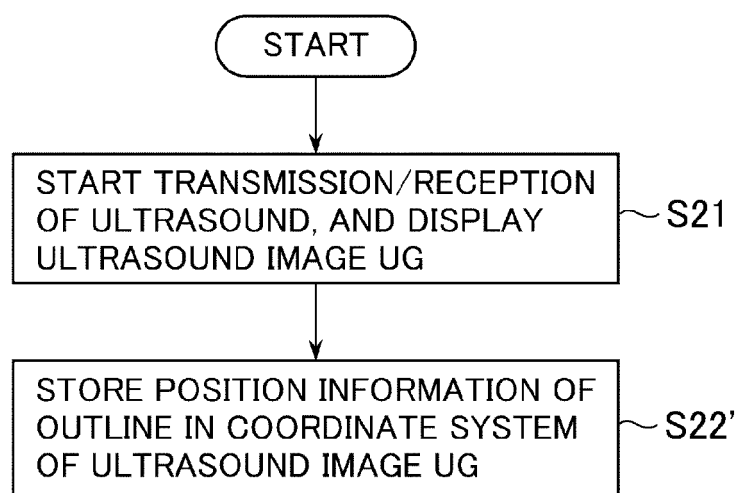 START
START TRANSMISSION/RECEPTION
OF ULTRASOUND, AND DISPLAY
ULTRASOUND IMAGE UG
S21
STORE POSITION INFORMATION OF
OUTLINE IN COORDINATE SYSTEM
OF ULTRASOUND IMAGE UG
S22'